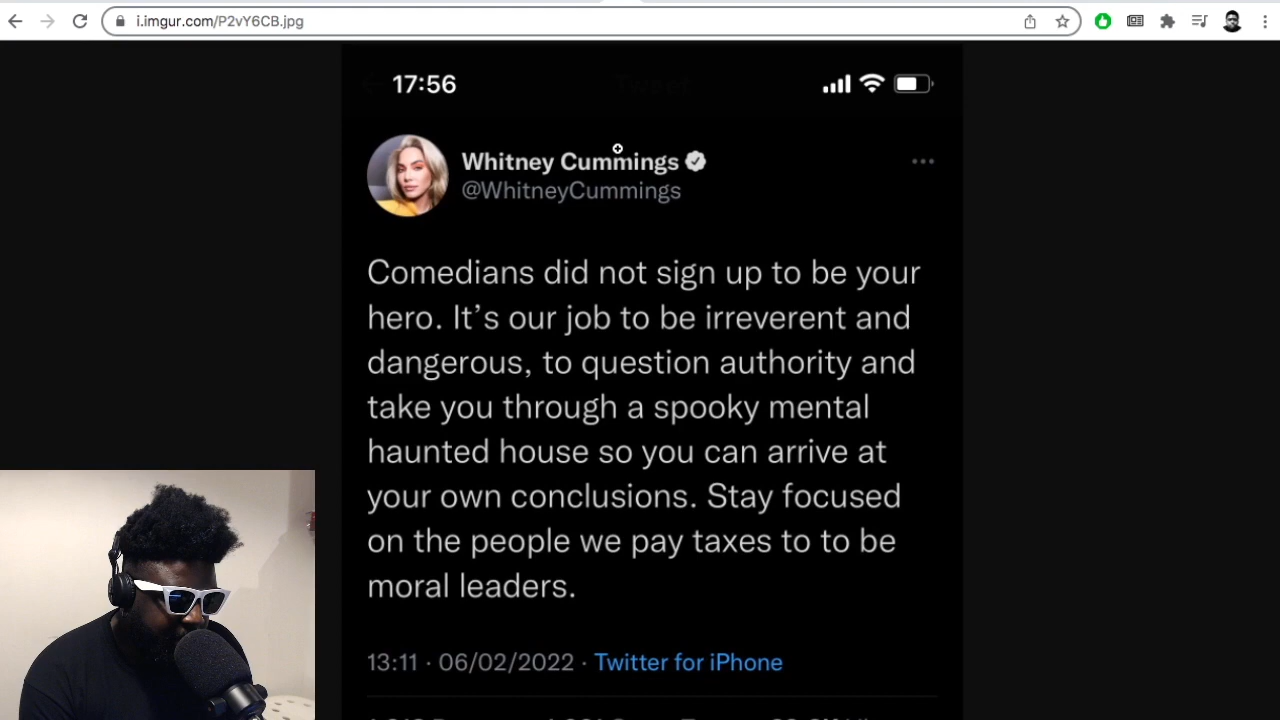 i.imgur.com/P2vY6CB.jpg
17:56
Tweet
Whitney Cummings
@WhitneyCummings
Comedians did not sign up to be your
hero. It’s our job to be irreverent and
dangerous, to question authority and
take you through a spooky mental
haunted house so you can arrive at
your own conclusions. Stay focused
on the people we pay taxes to to be
moral leaders.
13:11 · 06/02/2022 · Twitter for iPhone